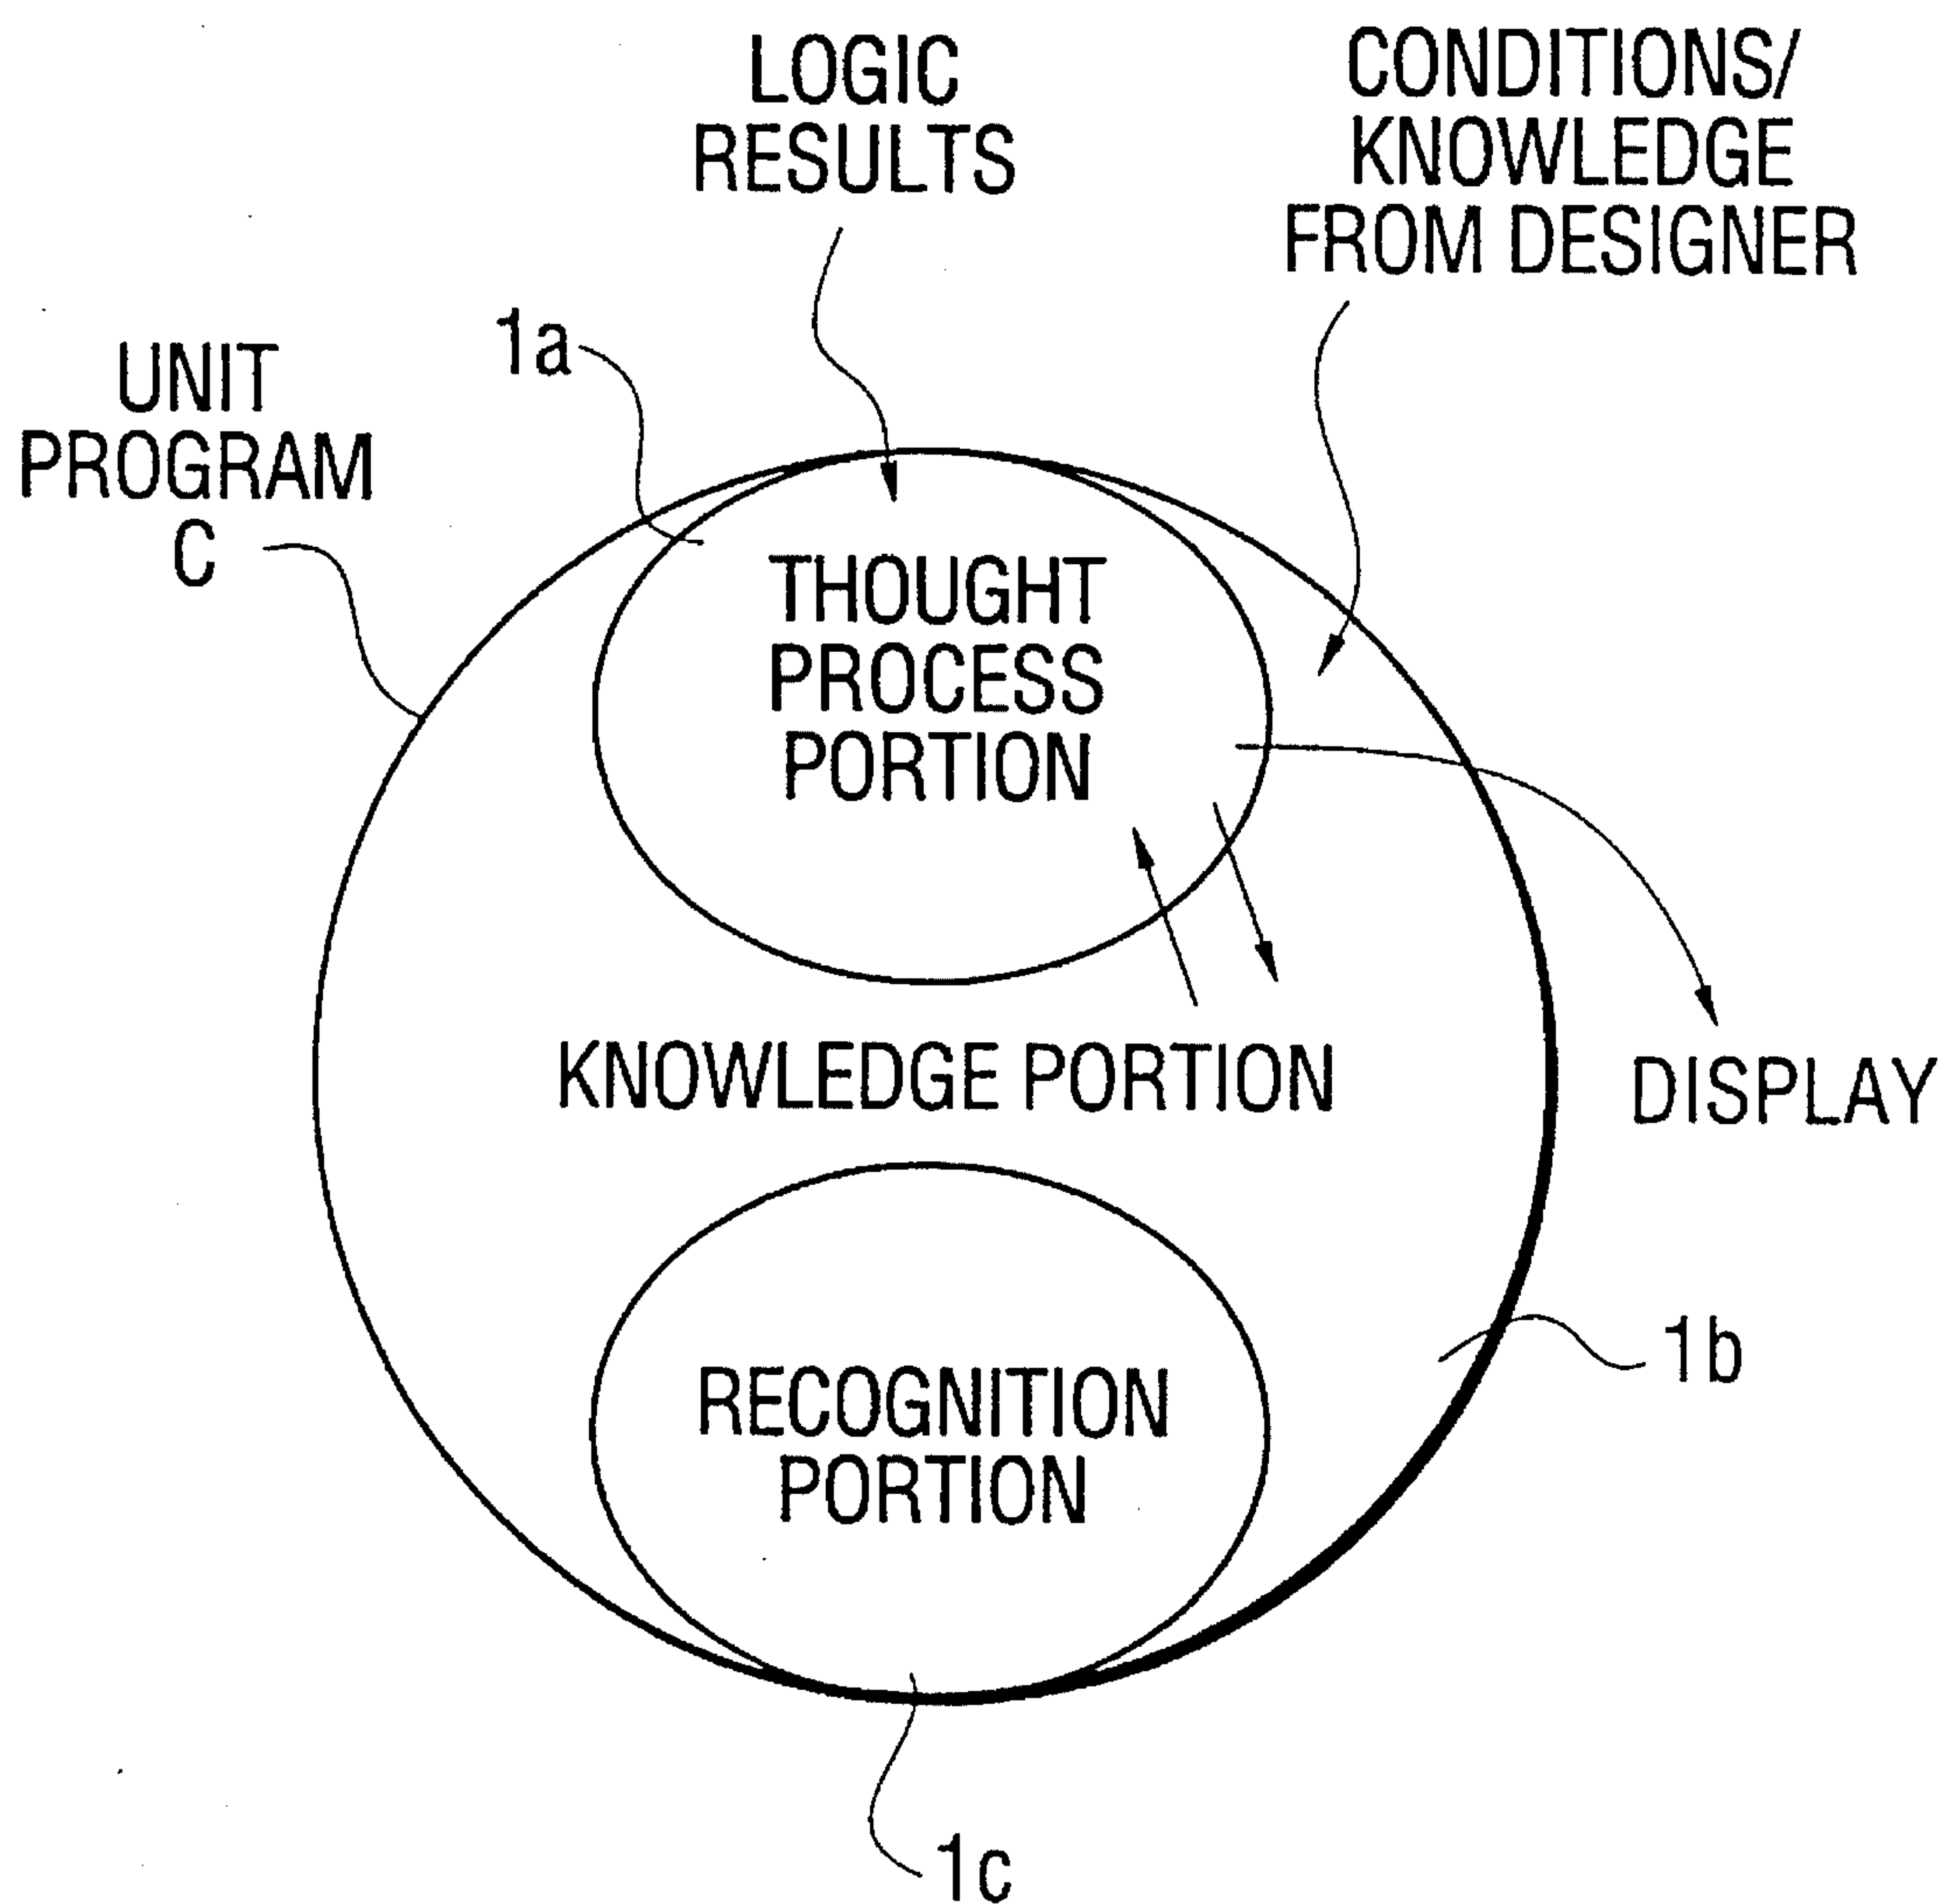 LOGIC
RESULTS
CONDITIONS/
KNOWLEDGE
FROM DESIGNER
1a
UNIT
PROGRAM
C
THOUGHT
PROCESS
PORTION
KNOWLEDGE PORTION
DISPLAY
RECOGNITION
PORTION
1b
1c